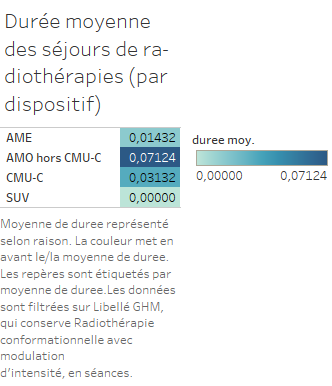 Durée moyenne
des séjours de ra-
diothérapies (par
dispositif)
AME 0,01432
AMO hors CMU-C 0,07124
CMU-C 0,03132
SUV 0,00000
duree moy.
0,00000 0,07124
Moyenne de duree représenté
selon raison. La couleur met en
avant le/la moyenne de duree.
Les repères sont étiquetés par
moyenne de duree.Les données
sont filtrées sur Libellé GHM,
qui conserve Radiothérapie
conformationnelle avec
modulation
d’intensité, en séances.